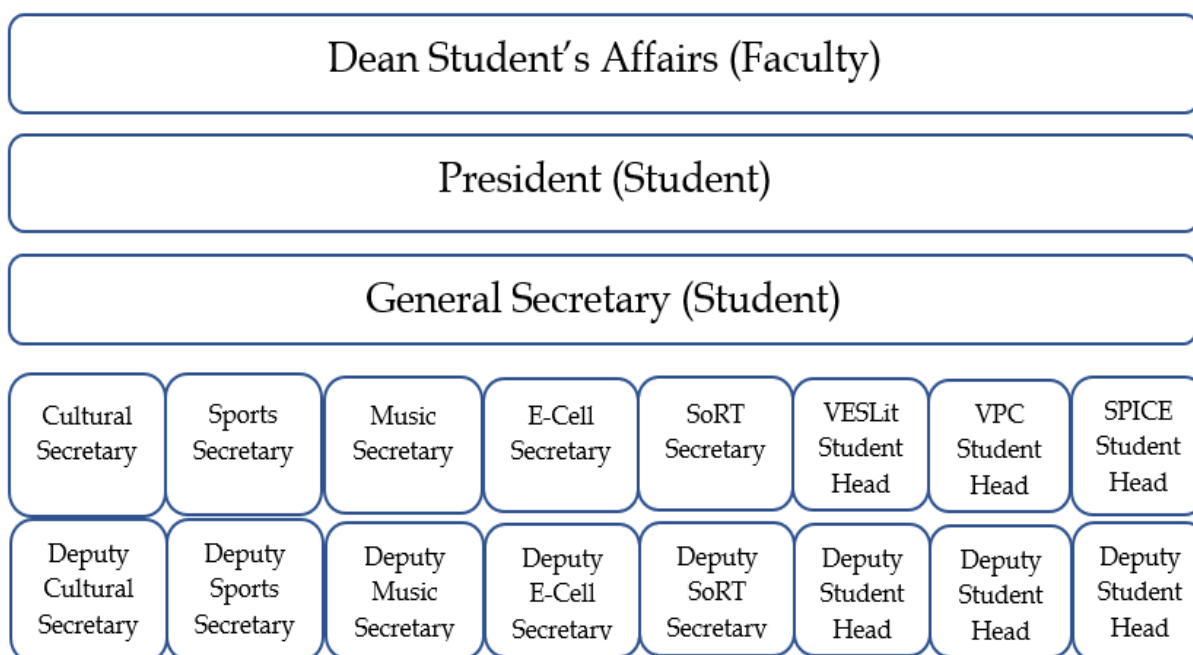 Dean Student’s Affairs (Faculty)
President (Student)
General Secretary (Student)
Cultural
Secretary
Sports
Secretary
Music
Secretary
E-Cell
Secretary
SoRT
Secretary
VESLit
Student
Head
VPC
Student
Head
SPICE
Student
Head
Deputy
Cultural
Secretary
Deputy
Sports
Secretary
Deputy
Music
Secretary
Deputy
E-Cell
Secretary
Deputy
SoRT
Secretary
Deputy
Student
Head
Deputy
Student
Head
Deputy
Student
Head